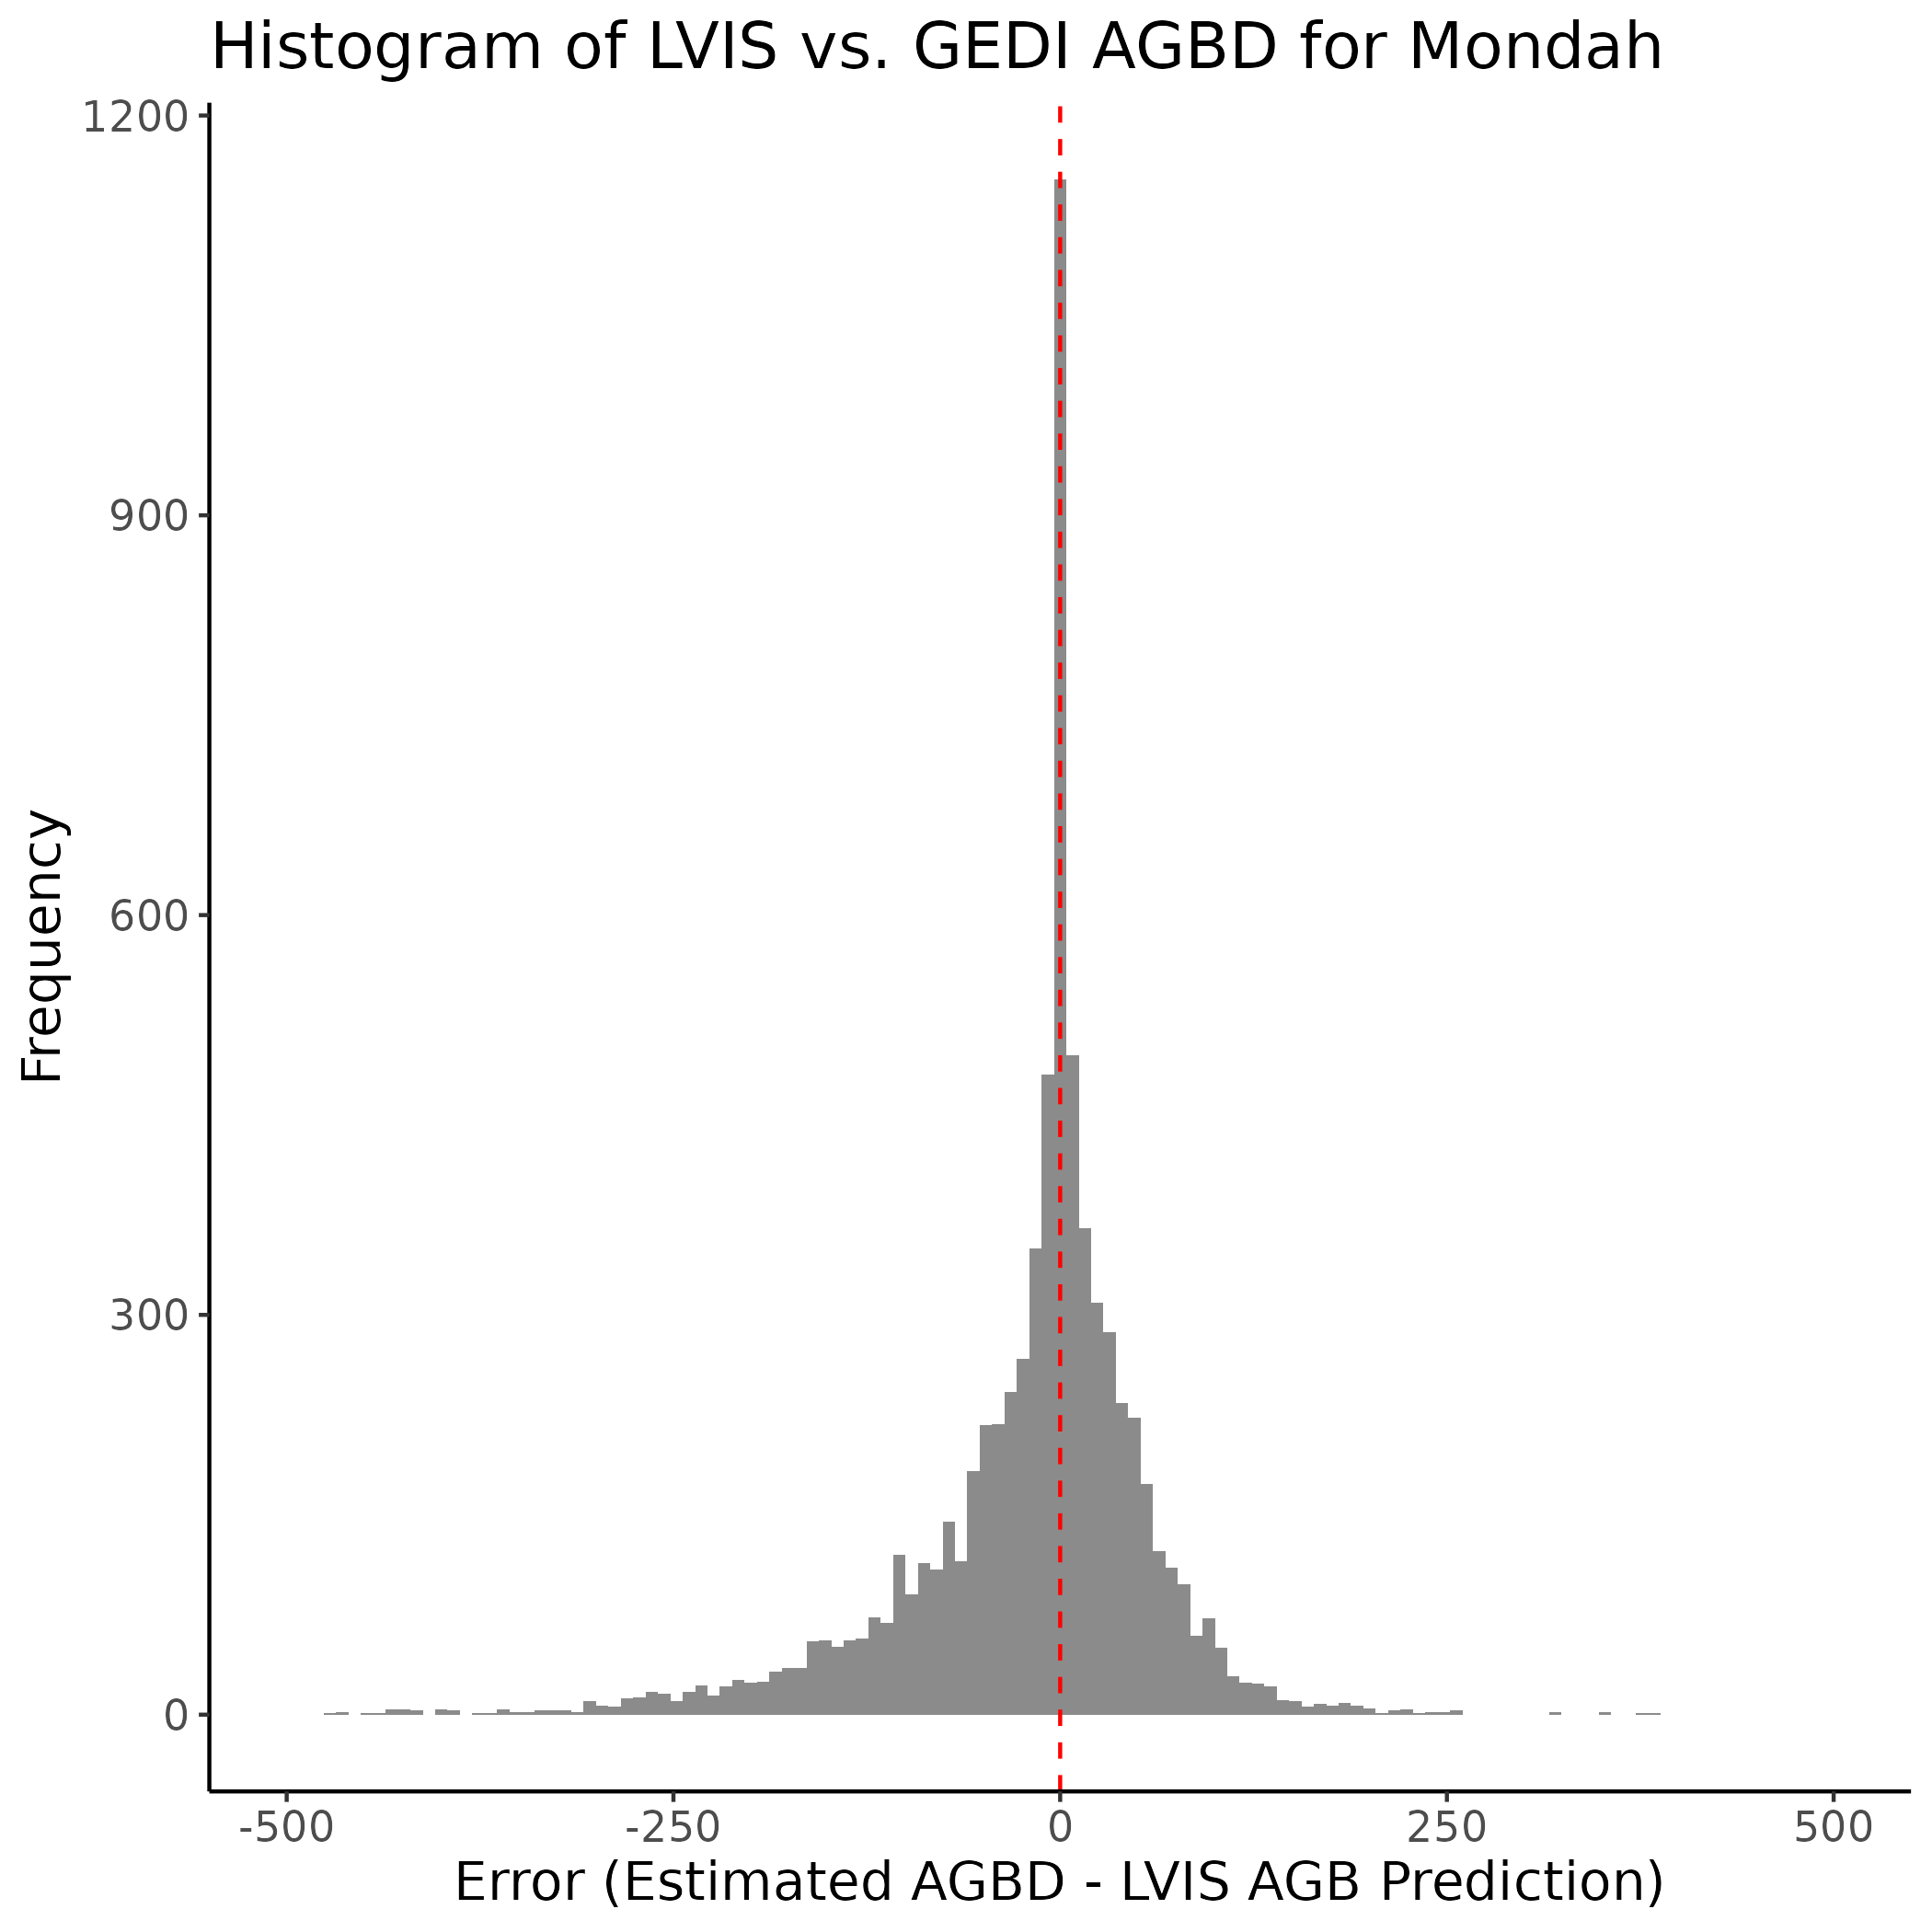 Histogram of LVIS vs. GEDI AGBD for Mondah
1200
900
600
300
0
Frequency
-500 -250 0 250 500
Error (Estimated AGBD - LVIS AGB Prediction)